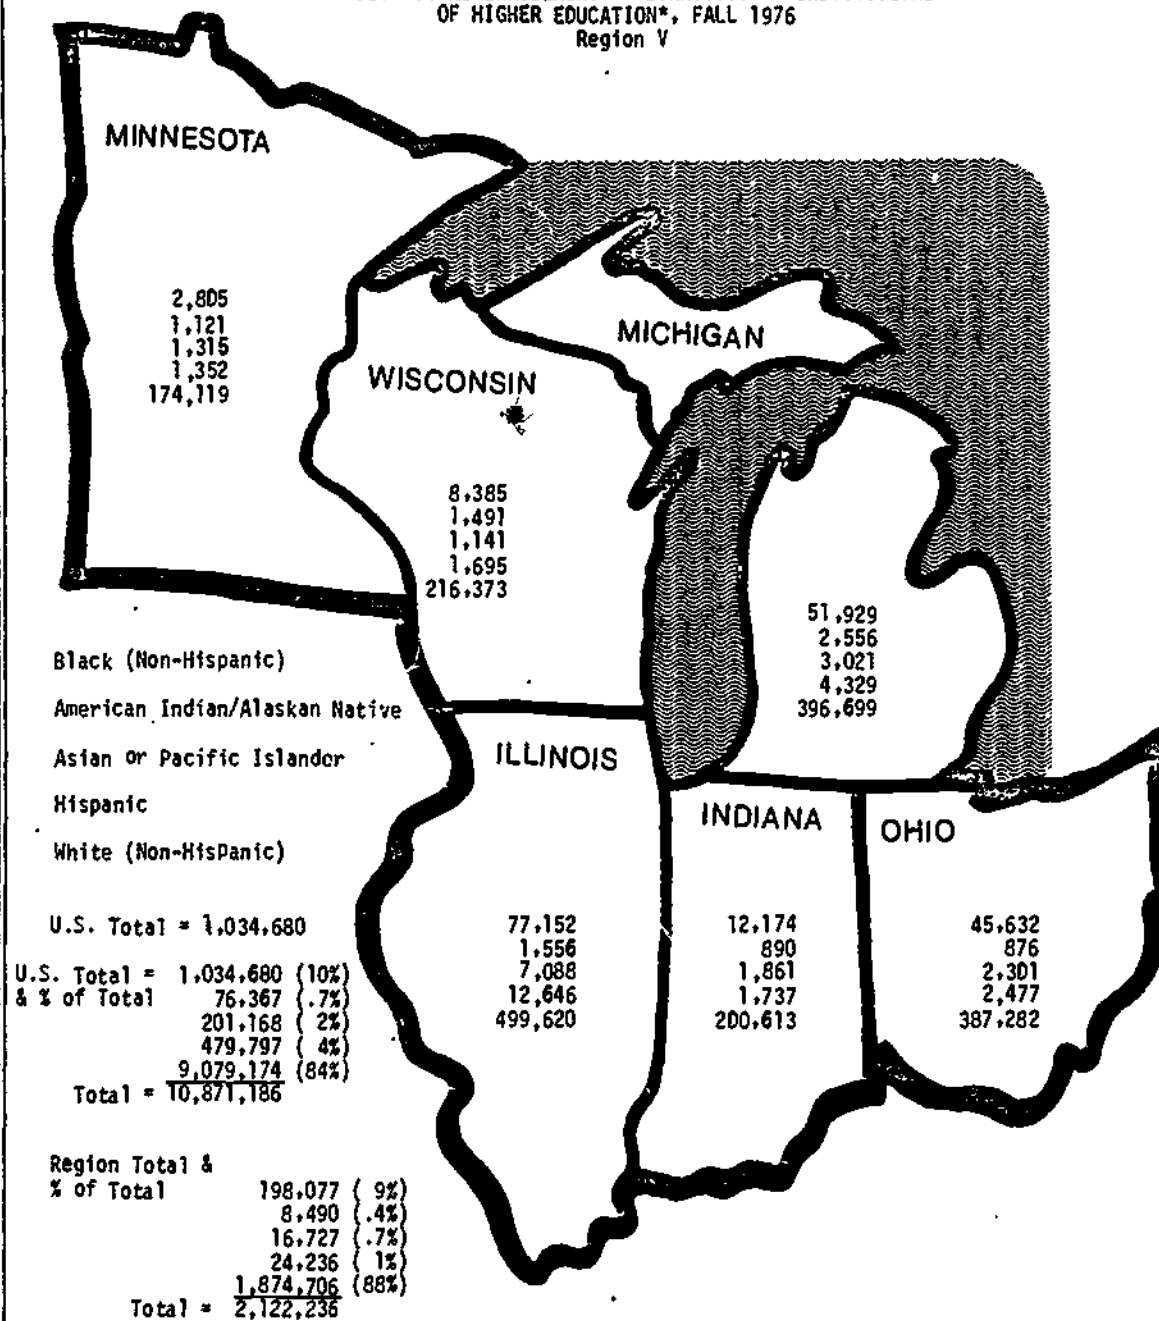 OF HIGHER EDUCATION*, FALL 1976
Region V
MINNESOTA
2,805
1,121
1,315
1,352
174,119
MICHIGAN
WISCONSIN
8,385
1,491
1,141
1,695
216,373
51,929
2,556
3,021
4,329
396,699
Black (Non-Hispanic)
American Indian/Alaskan Native
Asian or Pacific Islander
Hispanic
White (Non-Hispanic)
ILLINOIS
INDIANA
OHIO
77,152
1,556
7,088
12,646
499,620
12,174
890
1,861
1,737
200,613
45,632
876
2,301
2,477
387,282
U.S. Total = 1,034,680
U.S. Total = 1,034,680 (10%)
& % of Total 76,367 (.7%)
201,168 ( 2%)
479,797 ( 4%)
9,079,174 (84%)
Total = 10,871,186
Region Total &
% of Total 198,077 ( 9%)
8,490 (.4%)
16,727 (.7%)
24,236 ( 1%)
1,874,706 (88%)
Total = 2,122,236